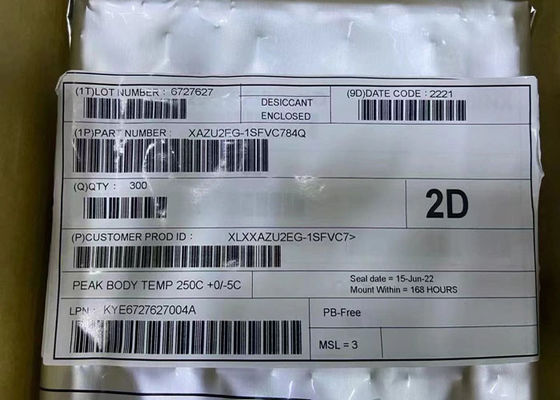 (1T)LOT NUMBER : 6727627
DESICCANT
ENCLOSED
(9D)DATE CODE : 2221
(1P)PART NUMBER : XAZU2EG-1SFVC784Q
(Q)QTY : 300
2D
(P)CUSTOMER PROD ID : XLXXAZU2EG-1SFVC7>
PEAK BODY TEMP 250C +0/-5C
Seal date = 15-Jun-22
Mount Within = 168 HOURS
LPN : KYE6727627004A
PB-Free
MSL = 3